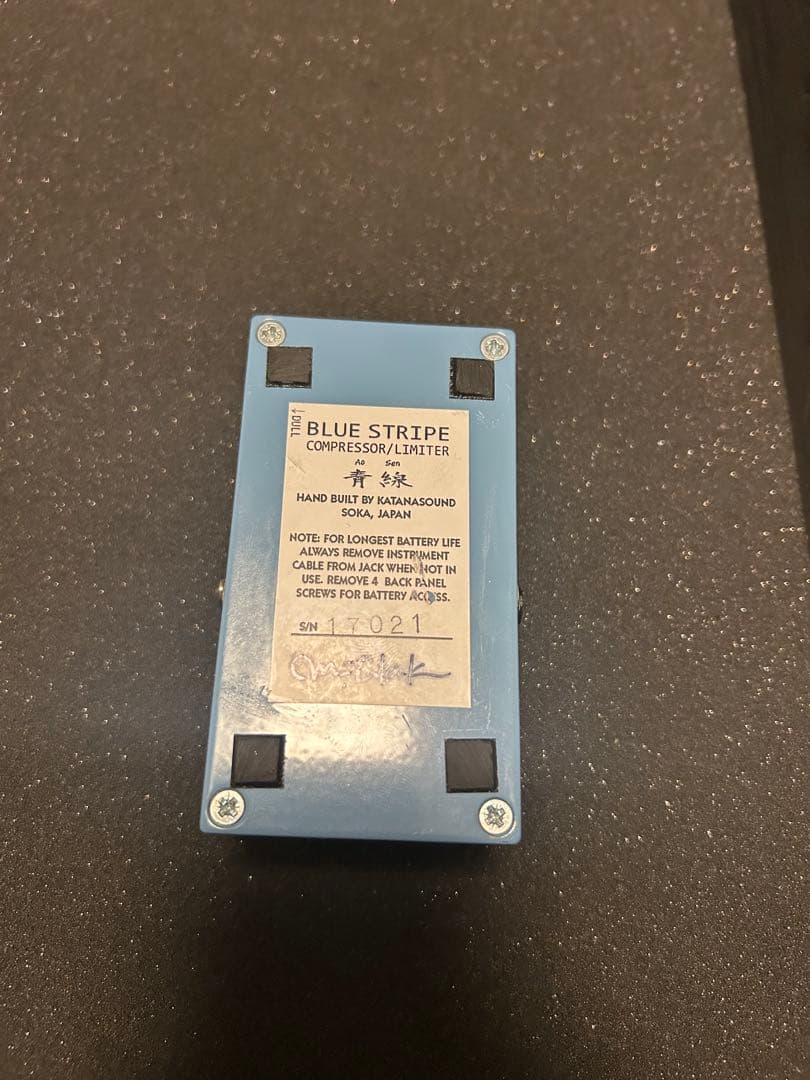 ↑DULL
BLUE STRIPE
COMPRESSOR/LIMITER
Ao Sen
青線
HAND BUILT BY KATANASOUND
SOKA, JAPAN
NOTE: FOR LONGEST BATTERY LIFE
ALWAYS REMOVE INSTRUMENT
CABLE FROM JACK WHEN NOT IN
USE. REMOVE 4 BACK PANEL
SCREWS FOR BATTERY ACCESS.
S/N 17021